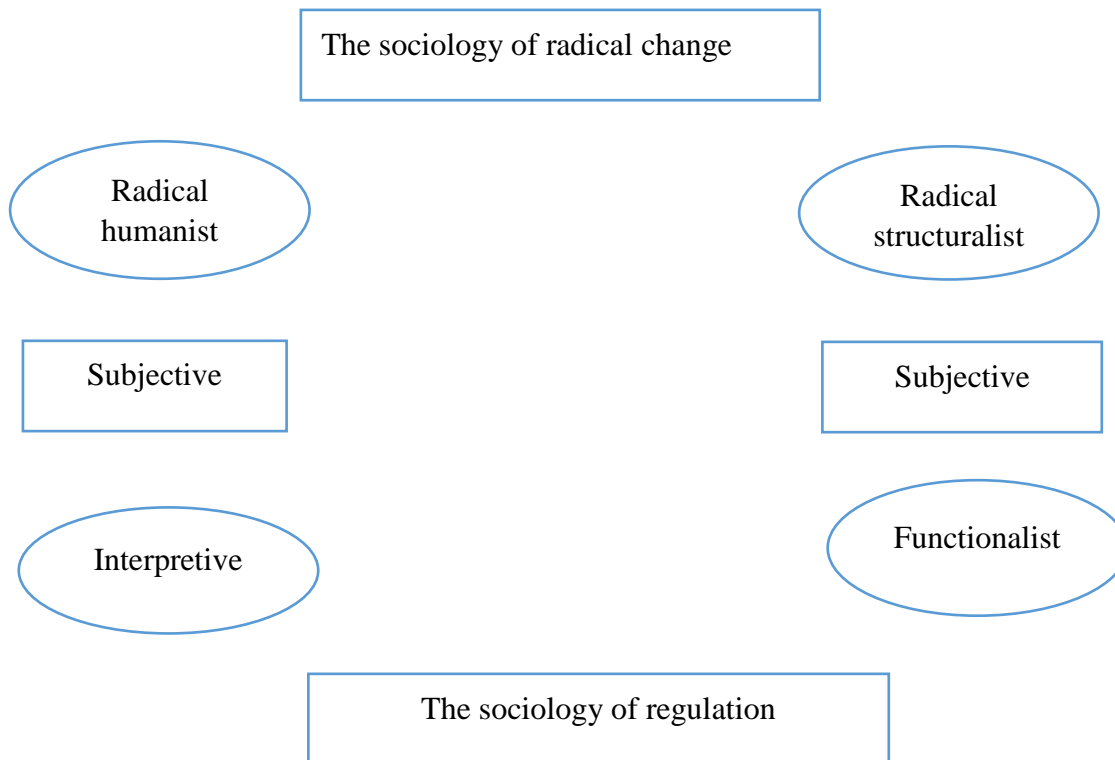 The sociology of radical change
Radical
humanist
Radical
structuralist
Subjective
Subjective
Interpretive
Functionalist
The sociology of regulation